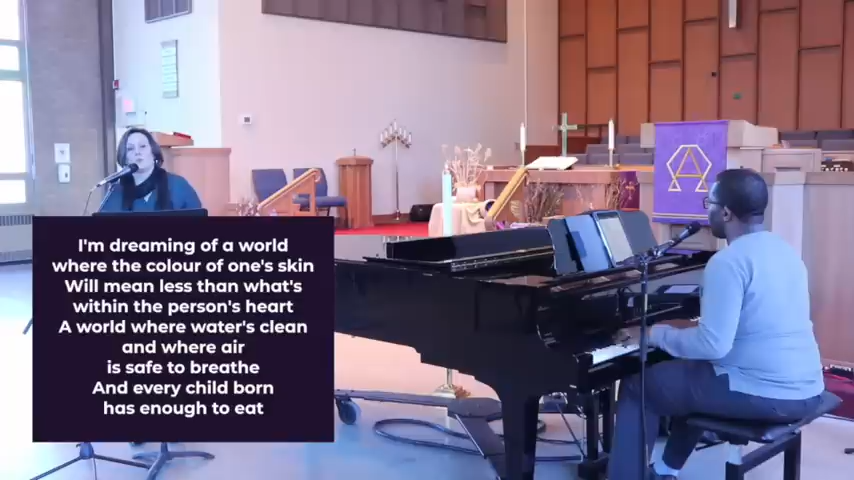 I'm dreaming of a world
where the colour of one's skin
Will mean less than what's
within the person's heart
A world where water's clean
and where air
is safe to breathe
And every child born
has enough to eat